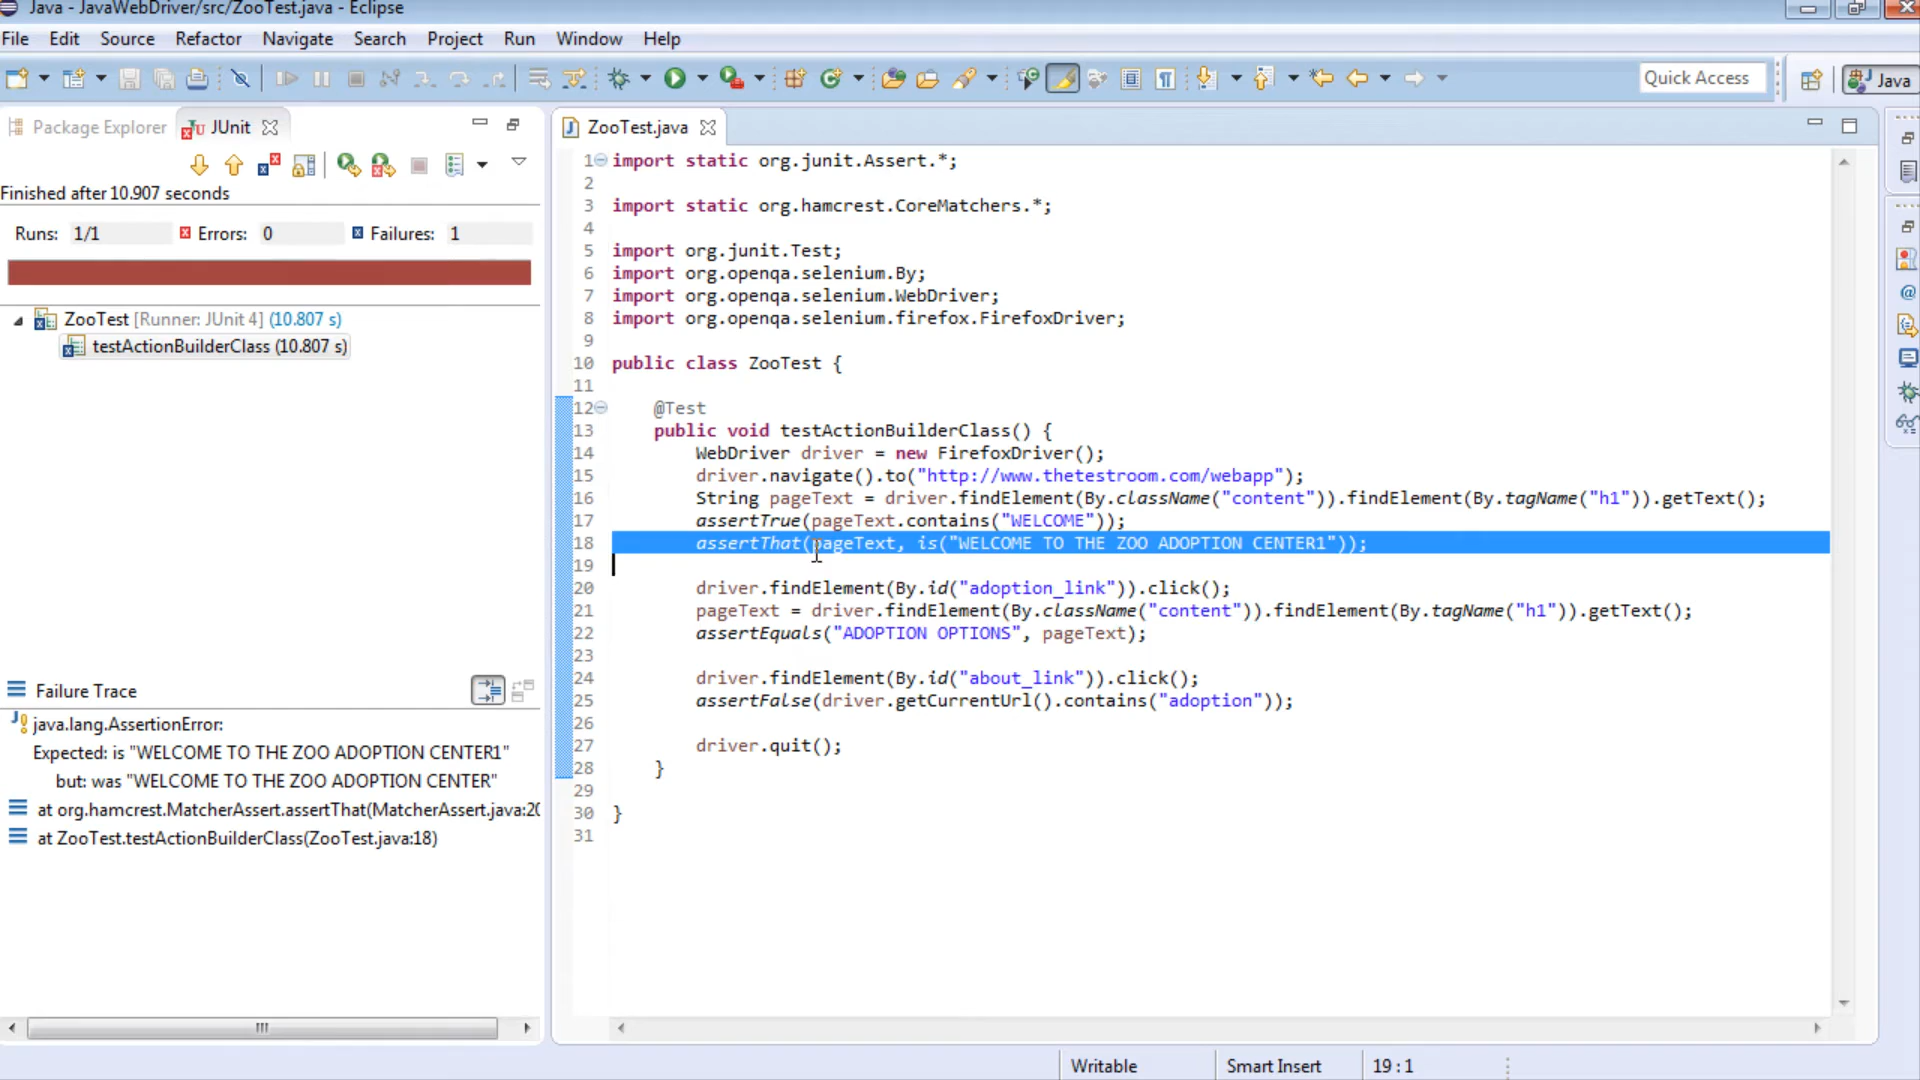 Java - JavaWebDriver/src/ZooTest.java - Eclipse
File Edit Source Refactor Navigate Search Project Run Window Help
Quick Access
Java
Package Explorer
JUnit
Finished after 10.907 seconds
Runs: 1/1
Errors: 0
Failures: 1
ZooTest [Runner: JUnit 4] (10.807 s)
testActionBuilderClass (10.807 s)
Failure Trace
java.lang.AssertionError:
Expected: is "WELCOME TO THE ZOO ADOPTION CENTER1"
but: was "WELCOME TO THE ZOO ADOPTION CENTER"
at org.hamcrest.MatcherAssert.assertThat(MatcherAssert.java:20
at ZooTest.testActionBuilderClass(ZooTest.java:18)
ZooTest.java
1 import static org.junit.Assert.*;
2
3 import static org.hamcrest.CoreMatchers.*;
4
5 import org.junit.Test;
6 import org.openqa.selenium.By;
7 import org.openqa.selenium.WebDriver;
8 import org.openqa.selenium.firefox.FirefoxDriver;
9
10 public class ZooTest {
11
12 @Test
13 public void testActionBuilderClass() {
14 WebDriver driver = new FirefoxDriver();
15 driver.navigate().to("http://www.thetestroom.com/webapp");
16 String pageText = driver.findElement(By.className("content")).findElement(By.tagName("h1")).getText();
17 assertTrue(pageText.contains("WELCOME"));
18 assertThat(pageText, is("WELCOME TO THE ZOO ADOPTION CENTER1"));
19
20 driver.findElement(By.id("adoption_link")).click();
21 pageText = driver.findElement(By.className("content")).findElement(By.tagName("h1")).getText();
22 assertEquals("ADOPTION OPTIONS", pageText);
23
24 driver.findElement(By.id("about_link")).click();
25 assertFalse(driver.getCurrentUrl().contains("adoption"));
26
27 driver.quit();
28 }
29
30 }
31
Writable
Smart Insert
19 : 1